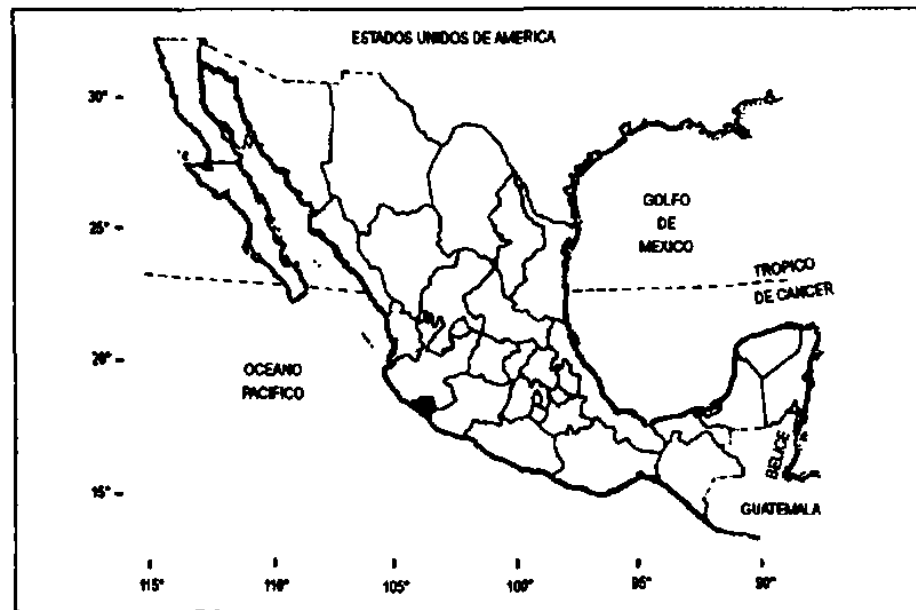 ESTADOS UNIDOS DE AMERICA
30°
GOLFO
DE
MEXICO
25°
TROPICO
DE CANCER
20°
OCEANO
PACIFICO
BELICE
15°
GUATEMALA
115°
110°
105°
100°
95°
90°